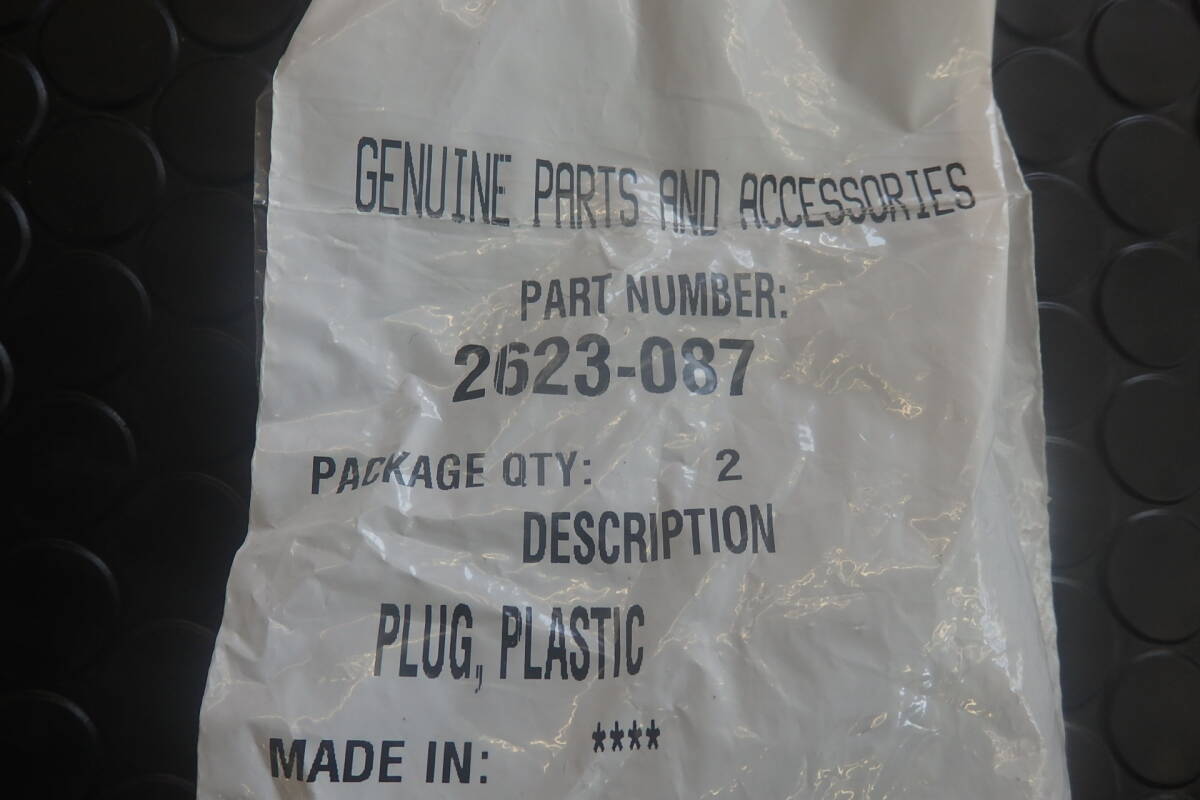 GENUINE PARTS AND ACCESSORIES
PART NUMBER:
2623-087
PACKAGE QTY: 2
DESCRIPTION
PLUG, PLASTIC
MADE IN: ****